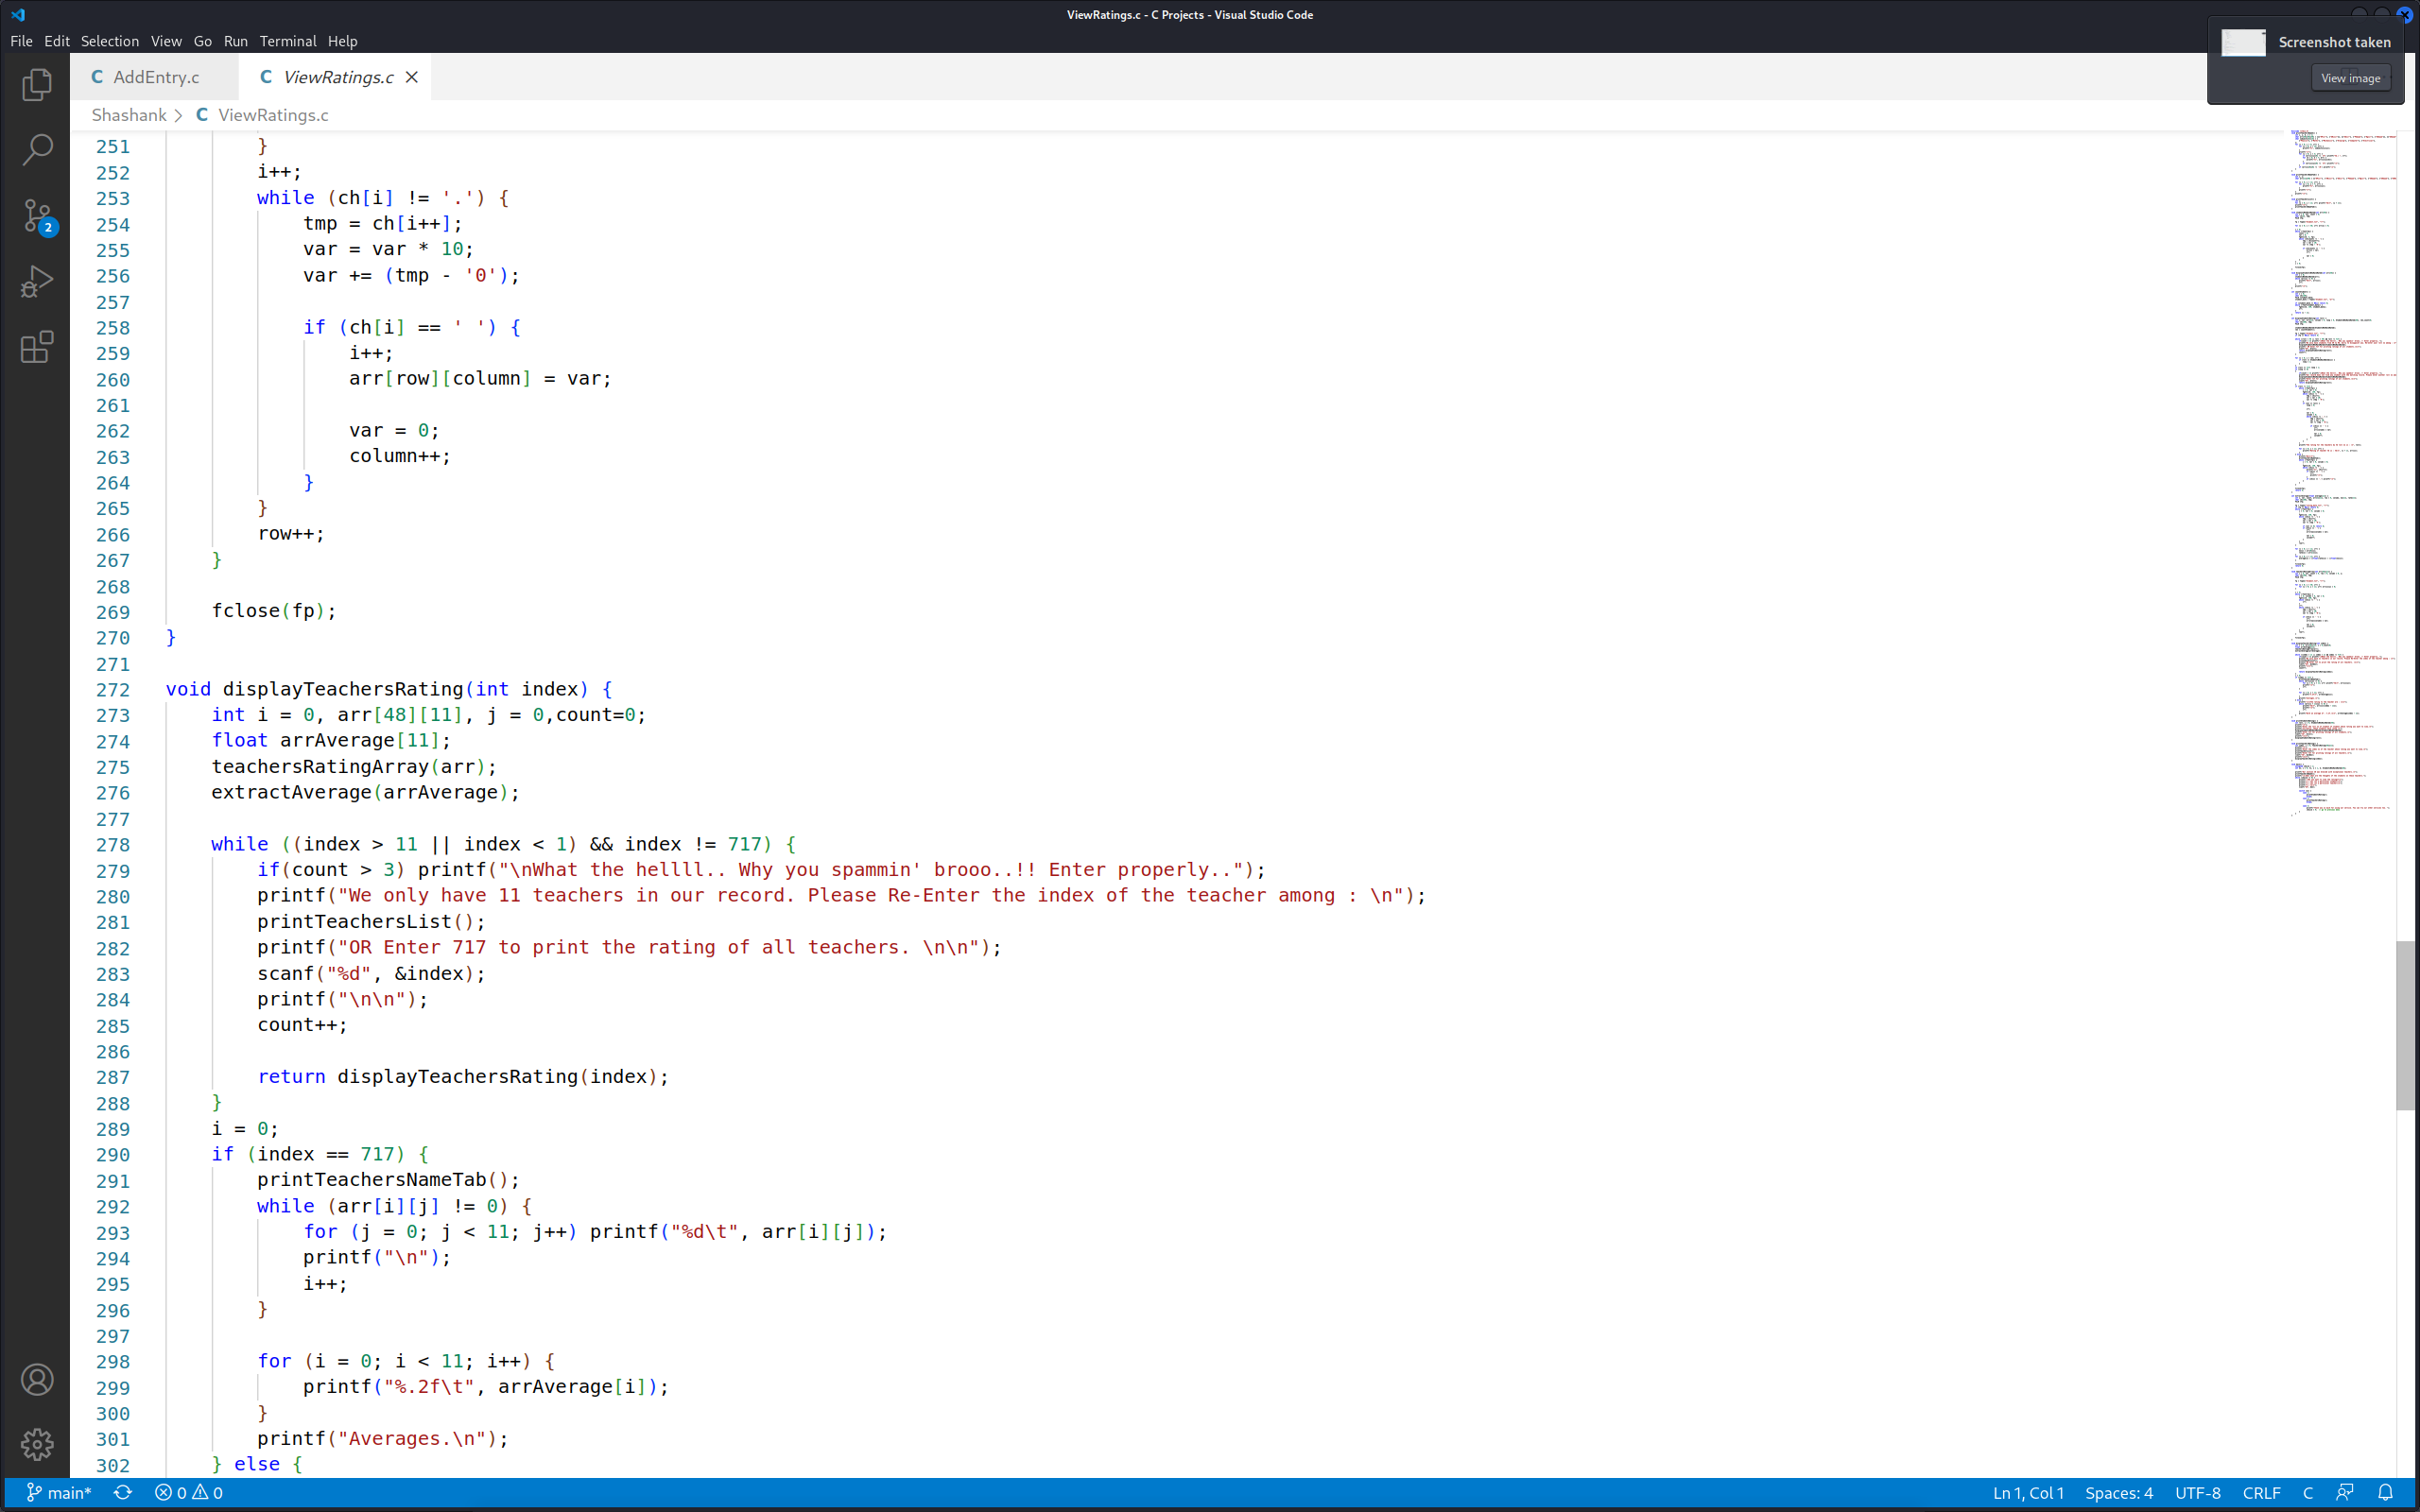 ViewRatings.c - C Projects - Visual Studio Code
File Edit Selection View Go Run Terminal Help
Screenshot taken
View image
C AddEntry.c
C ViewRatings.c
Shashank > C ViewRatings.c
251         }
252         i++;
253         while (ch[i] != '.') {
254             tmp = ch[i++];
255             var = var * 10;
256             var += (tmp - '0');
257
258             if (ch[i] == ' ') {
259                 i++;
260                 arr[row][column] = var;
261
262                 var = 0;
263                 column++;
264             }
265         }
266         row++;
267     }
268
269     fclose(fp);
270 }
271
272 void displayTeachersRating(int index) {
273     int i = 0, arr[48][11], j = 0,count=0;
274     float arrAverage[11];
275     teachersRatingArray(arr);
276     extractAverage(arrAverage);
277
278     while ((index > 11 || index < 1) && index != 717) {
279         if(count > 3) printf("\nWhat the hellll.. Why you spammin' brooo..!! Enter properly..");
280         printf("We only have 11 teachers in our record. Please Re-Enter the index of the teacher among : \n");
281         printTeachersList();
282         printf("OR Enter 717 to print the rating of all teachers. \n\n");
283         scanf("%d", &index);
284         printf("\n\n");
285         count++;
286
287         return displayTeachersRating(index);
288     }
289     i = 0;
290     if (index == 717) {
291         printTeachersNameTab();
292         while (arr[i][j] != 0) {
293             for (j = 0; j < 11; j++) printf("%d\t", arr[i][j]);
294             printf("\n");
295             i++;
296         }
297
298         for (i = 0; i < 11; i++) {
299             printf("%.2f\t", arrAverage[i]);
300         }
301         printf("Averages.\n");
302     } else {
2
main* 0 0 Ln 1, Col 1 Spaces: 4 UTF-8 CRLF C